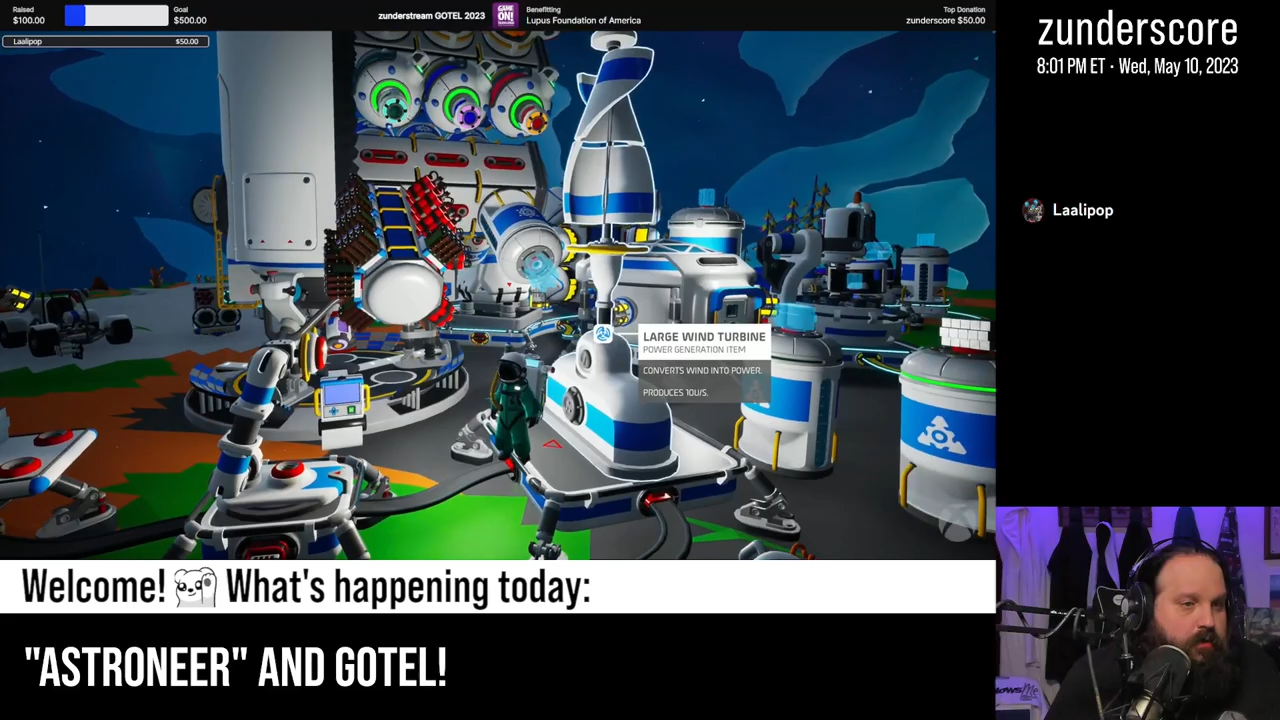 Raised
$100.00
Goal
$500.00
zunderstream GOTEL 2023
GAME ON!
Benefitting
Lupus Foundation of America
Top Donation
zunderscore $50.00
Laalipop $50.00
zunderscore
8:01 PM ET · Wed, May 10, 2023
Laalipop
LARGE WIND TURBINE
POWER GENERATION ITEM
CONVERTS WIND INTO POWER.
PRODUCES 10U/S.
Welcome! What's happening today:
"ASTRONEER" AND GOTEL!